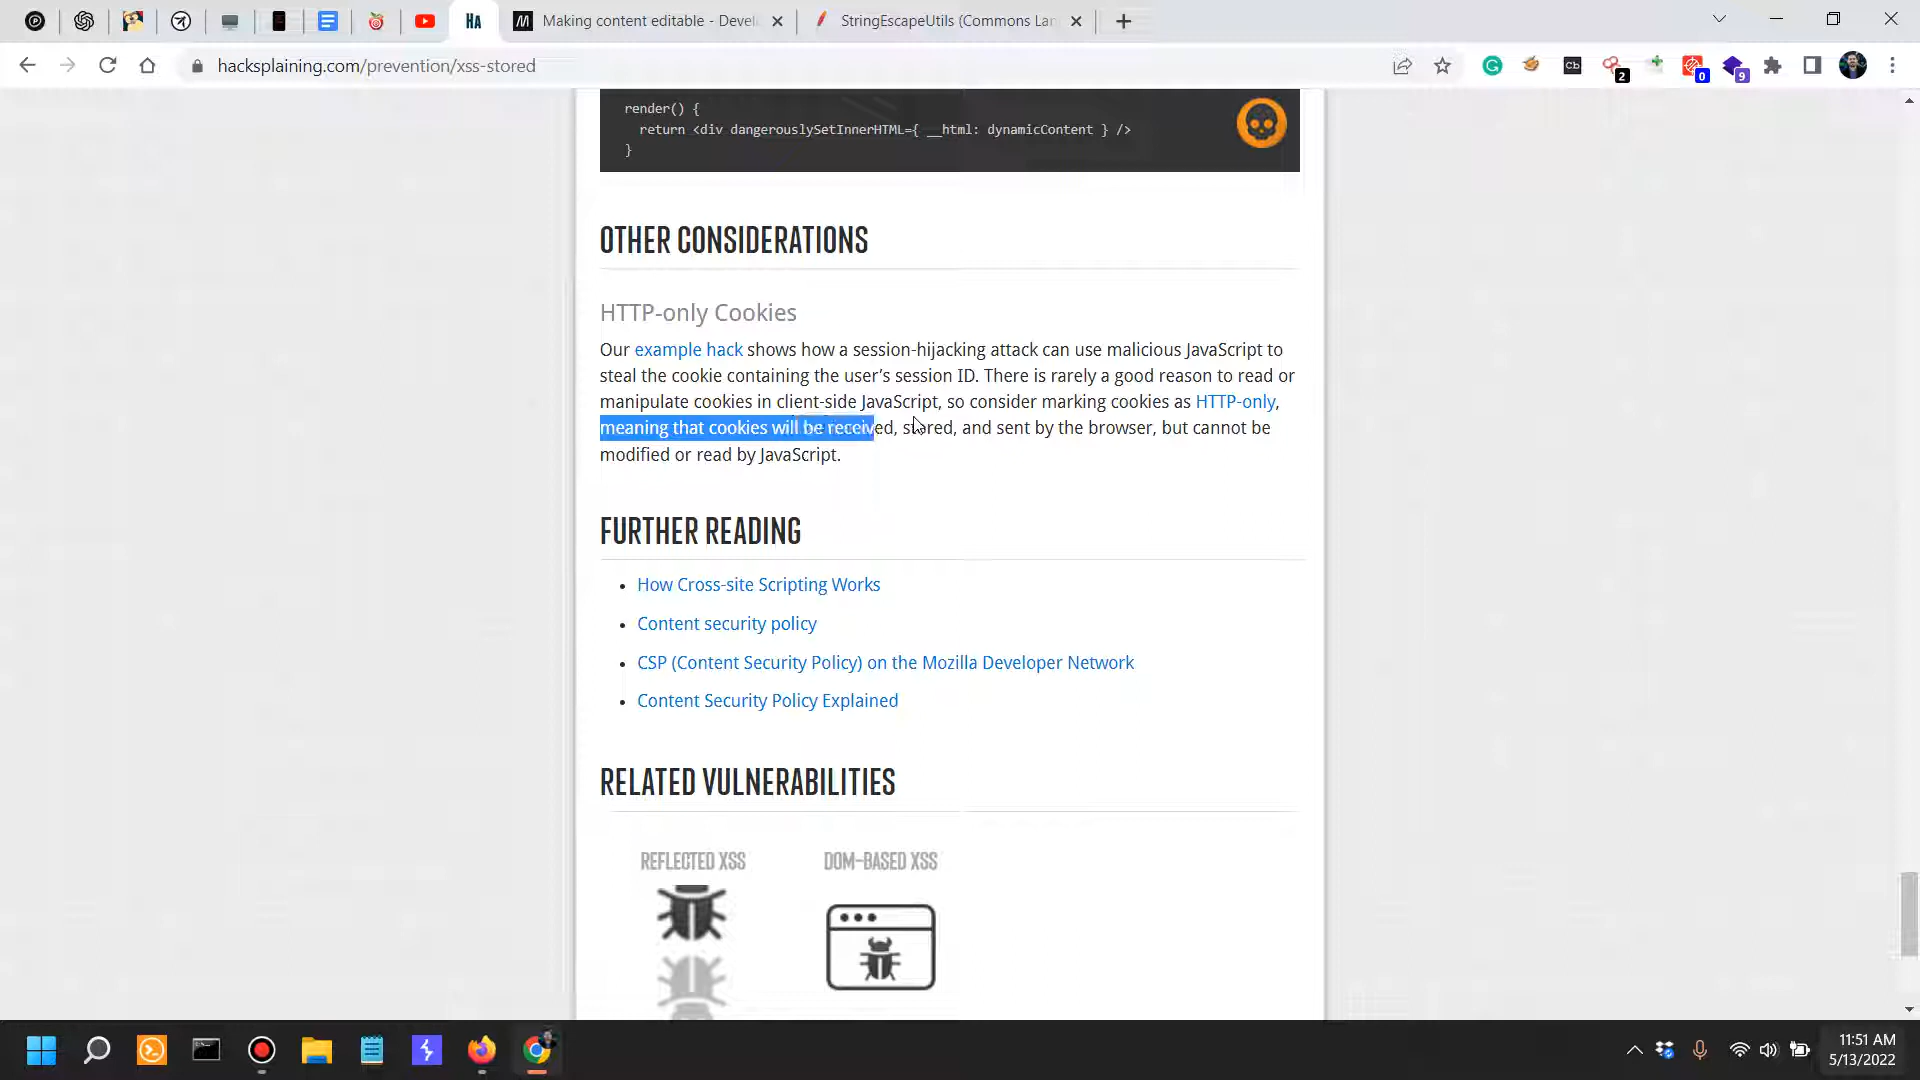 HA
Making content editable - Devel
StringEscapeUtils (Commons Lan
hacksplaining.com/prevention/xss-stored
Cb
2
0
9
render() {
return <div dangerouslySetInnerHTML={ __html: dynamicContent } />
}
OTHER CONSIDERATIONS
HTTP-only Cookies
Our example hack shows how a session-hijacking attack can use malicious JavaScript to
steal the cookie containing the user’s session ID. There is rarely a good reason to read or
manipulate cookies in client-side JavaScript, so consider marking cookies as HTTP-only,
meaning that cookies will be received, stored, and sent by the browser, but cannot be
modified or read by JavaScript.
FURTHER READING
• How Cross-site Scripting Works
• Content security policy
• CSP (Content Security Policy) on the Mozilla Developer Network
• Content Security Policy Explained
RELATED VULNERABILITIES
REFLECTED XSS
DOM-BASED XSS
11:51 AM
5/13/2022